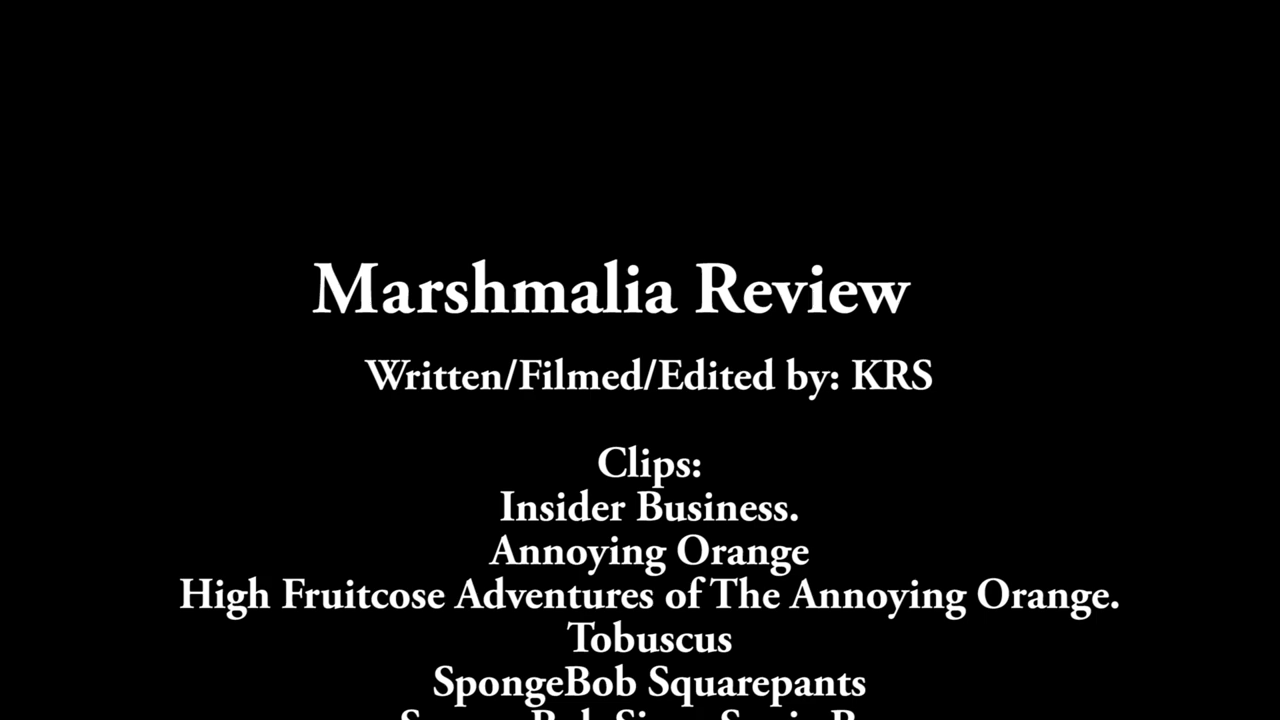 Marshmalia Review
Written/Filmed/Edited by: KRS
Clips:
Insider Business.
Annoying Orange
High Fruitcose Adventures of The Annoying Orange.
Tobuscus
SpongeBob Squarepants